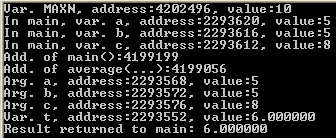 Var. MAXN, address:4202496, value:10
In main, var. a, address:2293620, value:5
In main, var. b, address:2293616, value:5
In main, var. c, address:2293612, value:8
Add. of main():4199199
Add. of average(...):4199056
Arg. a, address:2293568, value:5
Arg. b, address:2293572, value:5
Arg. c, address:2293576, value:8
Var. t, address:2293552, value:6.000000
Result returned to main: 6.000000